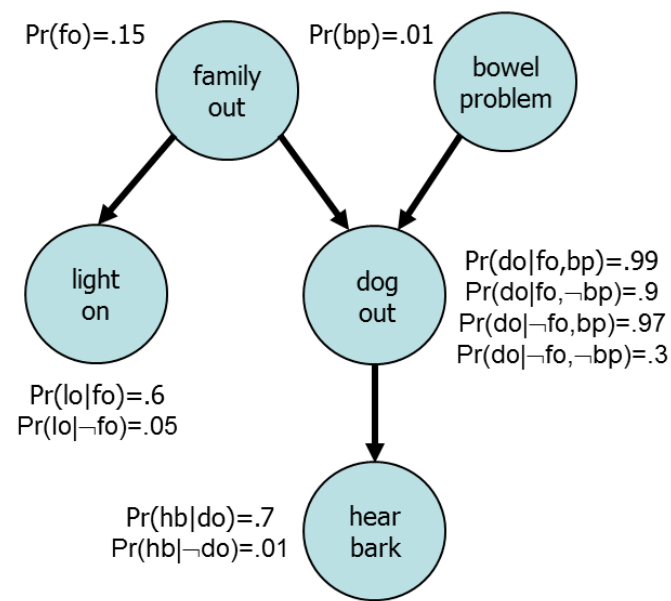 Pr(fo)=.15
family
out
Pr(bp)=.01
bowel
problem
light
on
Pr(lo|fo)=.6
Pr(lo|¬fo)=.05
dog
out
Pr(do|fo,bp)=.99
Pr(do|fo,¬bp)=.9
Pr(do|¬fo,bp)=.97
Pr(do|¬fo,¬bp)=.3
Pr(hb|do)=.7
Pr(hb|¬do)=.01
hear
bark